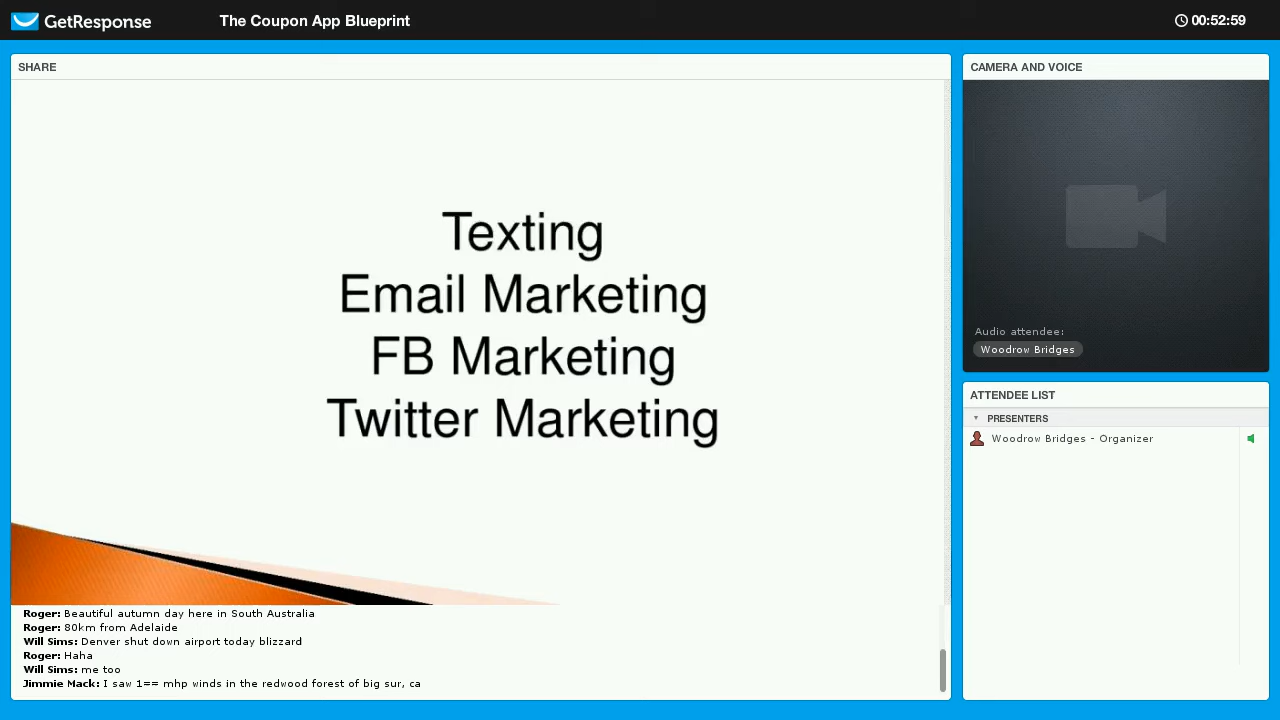 GetResponse The Coupon App Blueprint 00:52:59
SHARE
Texting
Email Marketing
FB Marketing
Twitter Marketing
Roger: Beautiful autumn day here in South Australia
Roger: 80km from Adelaide
Will Sims: Denver shut down airport today blizzard
Roger: Haha
Will Sims: me too
Jimmie Mack: I saw 1== mhp winds in the redwood forest of big sur, ca
CAMERA AND VOICE
Audio attendee:
Woodrow Bridges
ATTENDEE LIST
PRESENTERS
Woodrow Bridges - Organizer